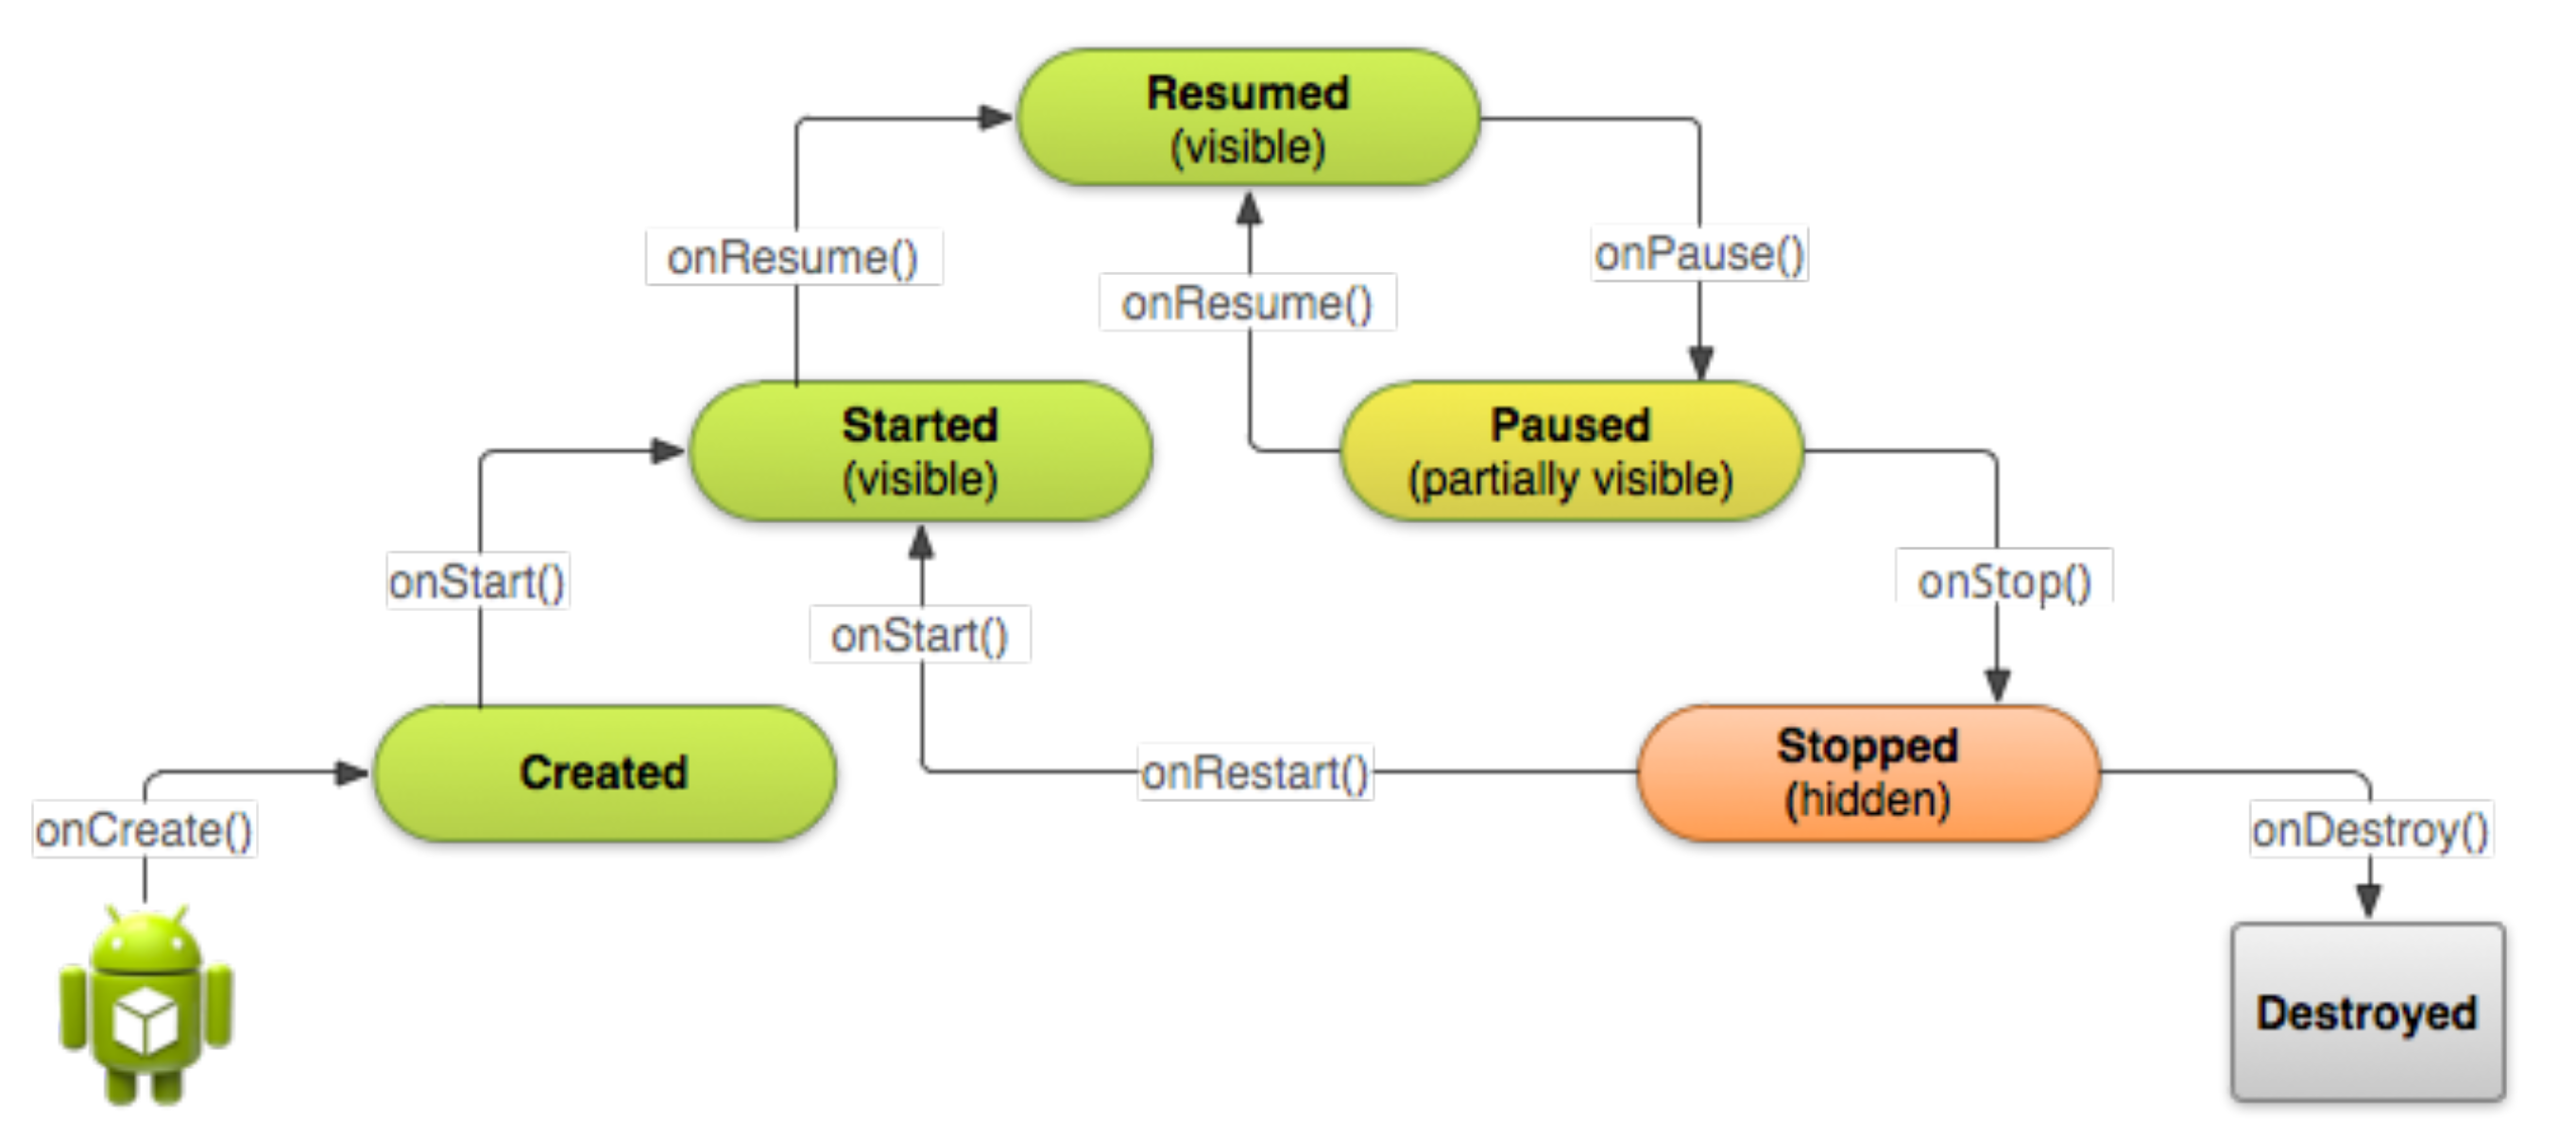 Resumed
(visible)
onResume()
onPause()
onResume()
Started
(visible)
Paused
(partially visible)
onStart()
onStop()
onStart()
Created
onRestart()
Stopped
(hidden)
onCreate()
onDestroy()
Destroyed